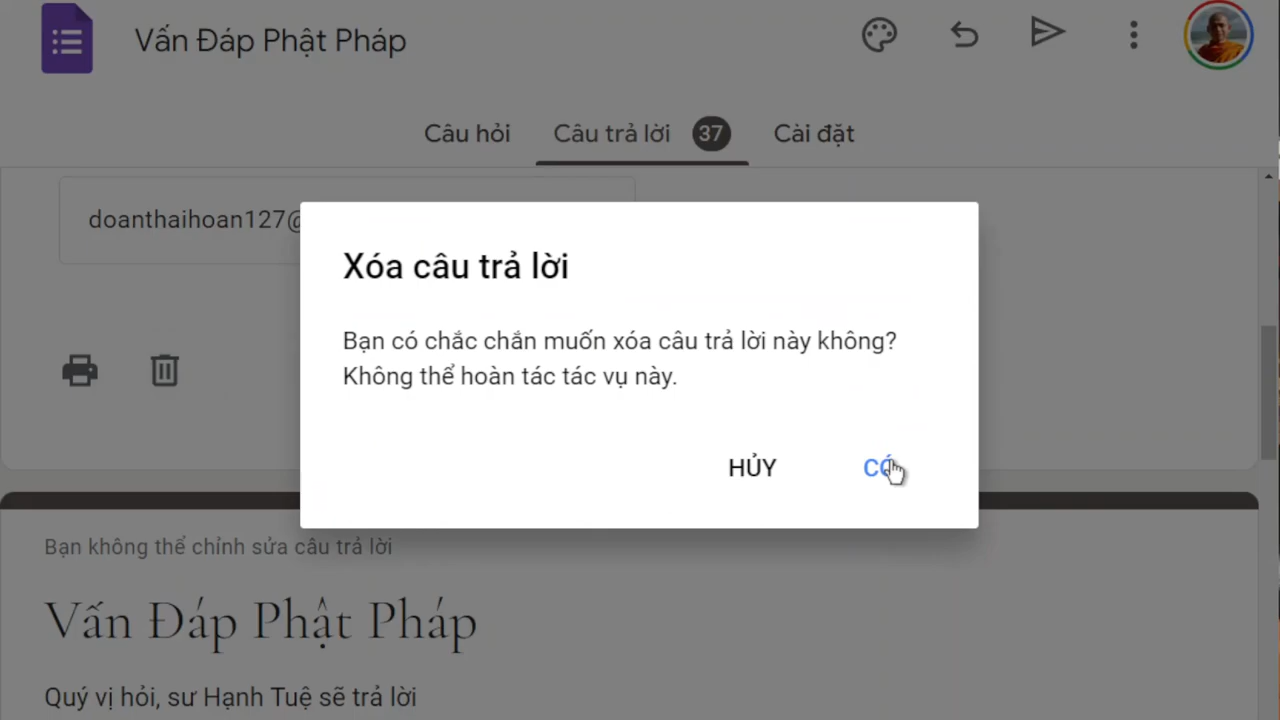 Vấn Đáp Phật Pháp
Câu hỏi
Câu trả lời 37
Cài đặt
doanthaihoan127@
Xóa câu trả lời
Bạn có chắc chắn muốn xóa câu trả lời này không?
Không thể hoàn tác tác vụ này.
HỦY
CÓ
Bạn không thể chỉnh sửa câu trả lời
Vấn Đáp Phật Pháp
Quý vị hỏi, sư Hạnh Tuệ sẽ trả lời